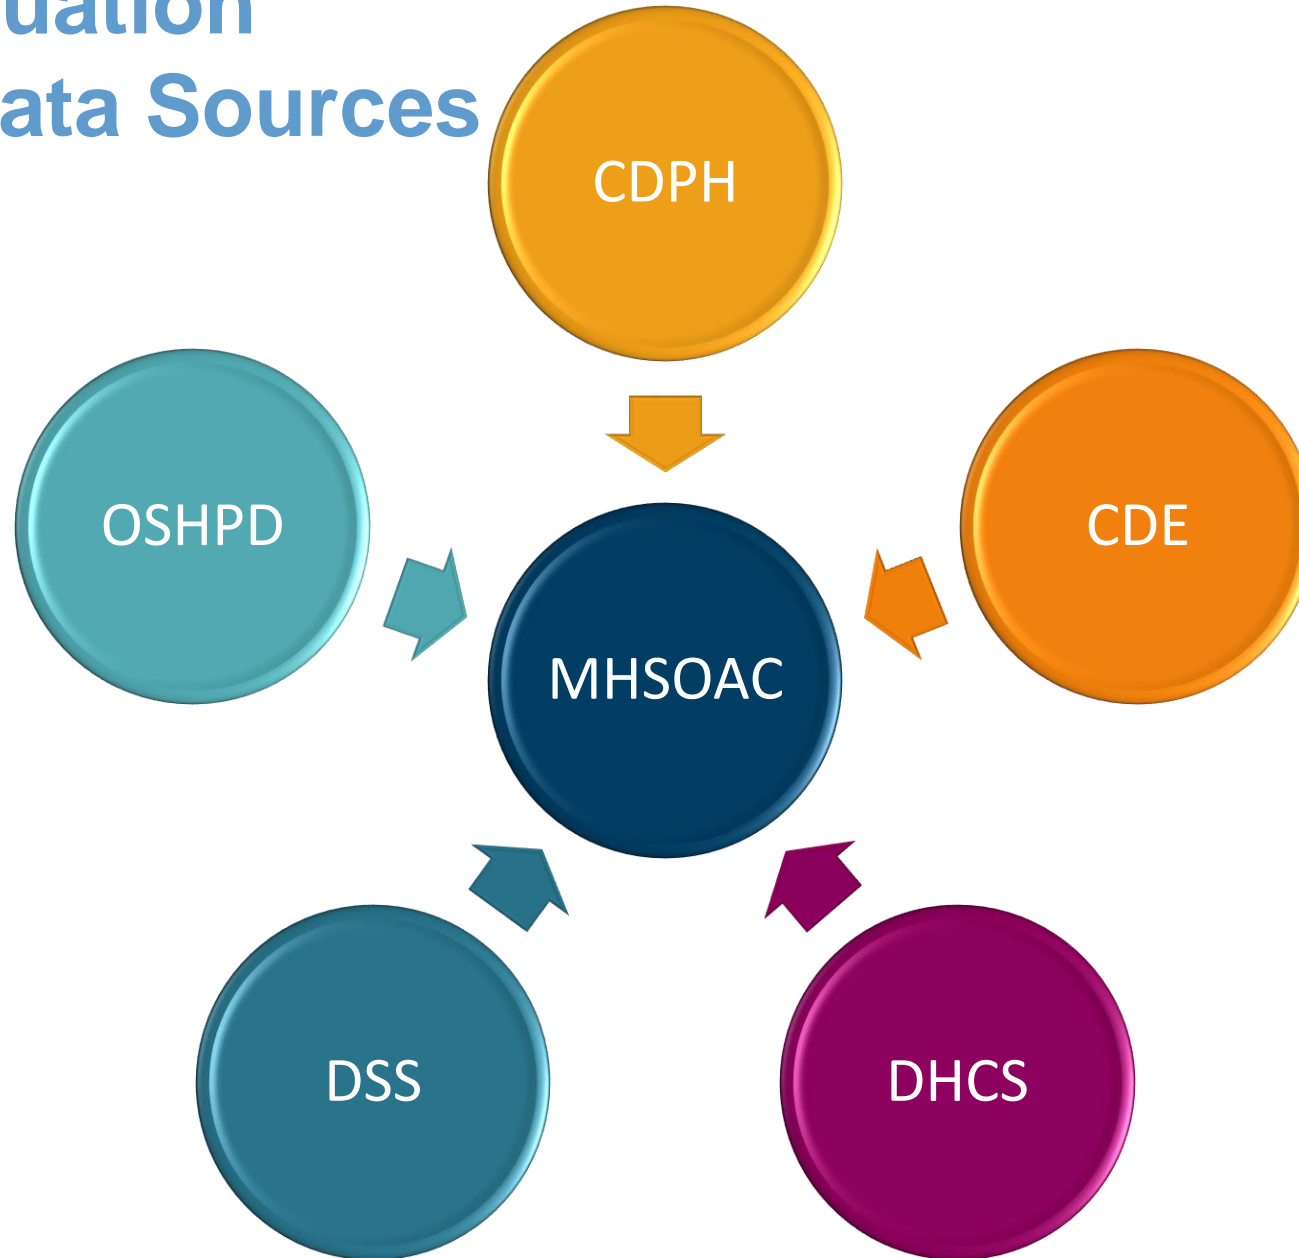 uation
ata Sources
CDPH
OSHPD
CDE
MHSOAC
DSS
DHCS